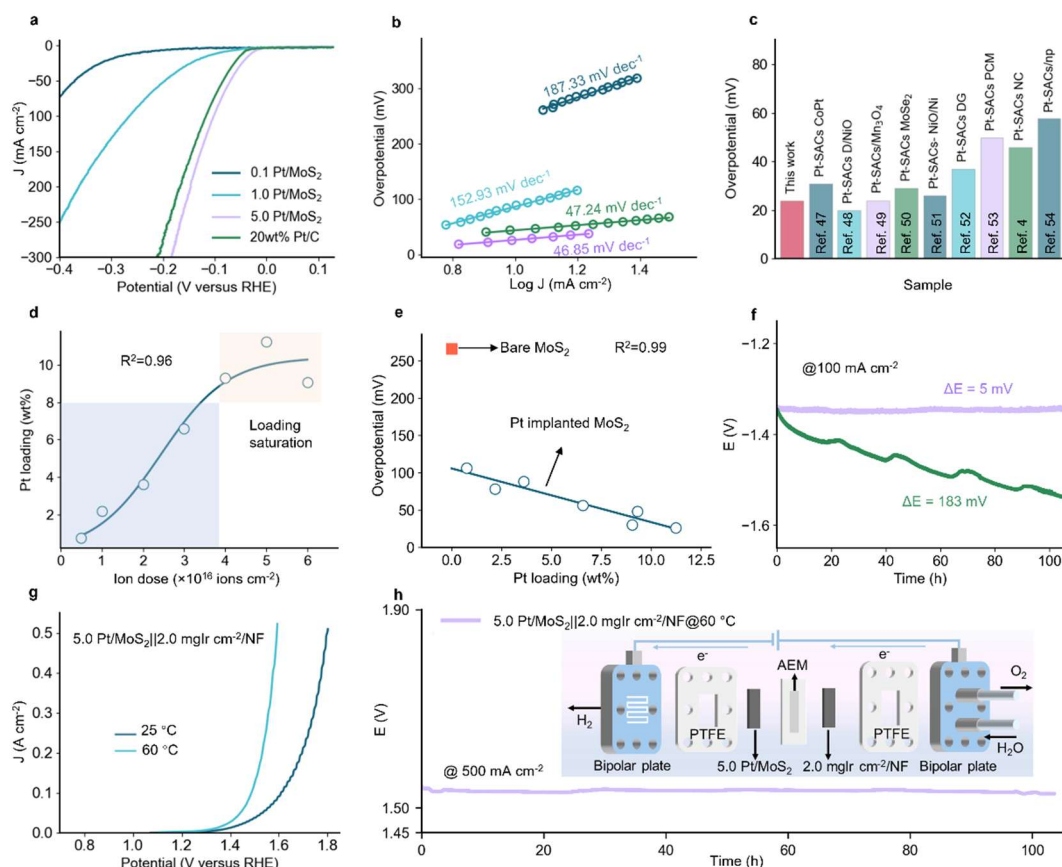 a
J (mA cm⁻²)
0
−50
−100
−150
−200
−250
−300
0.1 Pt/MoS₂
1.0 Pt/MoS₂
5.0 Pt/MoS₂
20wt% Pt/C
−0.4 −0.3 −0.2 −0.1 0.0 0.1
Potential (V versus RHE)
b
Overpotential (mV)
300
200
100
0
187.33 mV dec⁻¹
152.93 mV dec⁻¹
47.24 mV dec⁻¹
46.85 mV dec⁻¹
0.8 1.0 1.2 1.4 1.6
Log J (mA cm⁻²)
c
Overpotential (mV)
80
60
40
20
0
This work
Pt-SACs CoPt
Ref. 47
Pt-SACs D/NiO
Ref. 48
Pt-SACs/Mn₃O₄
Ref. 49
Pt-SACs MoSe₂
Ref. 50
Pt-SACs- NiO/Ni
Ref. 51
Pt-SACs DG
Ref. 52
Pt-SACs PCM
Ref. 53
Pt-SACs NC
Ref. 4
Pt-SACs/np
Ref. 54
Sample
d
Pt loading (wt%)
10
8
6
4
2
R²=0.96
Loading
saturation
0 1 2 3 4 5 6
Ion dose (×10¹⁶ ions cm⁻²)
e
Overpotential (mV)
250
200
150
100
50
0
Bare MoS₂
R²=0.99
Pt implanted MoS₂
0.0 2.5 5.0 7.5 10.0 12.5
Pt loading (wt%)
f
E (V)
−1.2
−1.4
−1.6
@100 mA cm⁻²
ΔE = 5 mV
ΔE = 183 mV
0 20 40 60 80 100
Time (h)
g
J(A cm⁻²)
0.5
0.4
0.3
0.2
0.1
0.0
5.0 Pt/MoS₂||2.0 mgIr cm⁻²/NF
25 °C
60 °C
0.8 1.0 1.2 1.4 1.6 1.8
Potential (V versus RHE)
h
E (V)
1.90
1.50
1.45
5.0 Pt/MoS₂||2.0 mgIr cm⁻²/NF@60 °C
e⁻
AEM
e⁻
O₂
H₂
PTFE
PTFE
H₂O
Bipolar plate
5.0 Pt/MoS₂
2.0 mgIr cm⁻²/NF
Bipolar plate
@ 500 mA cm⁻²
0 20 40 60 80 100
Time (h)